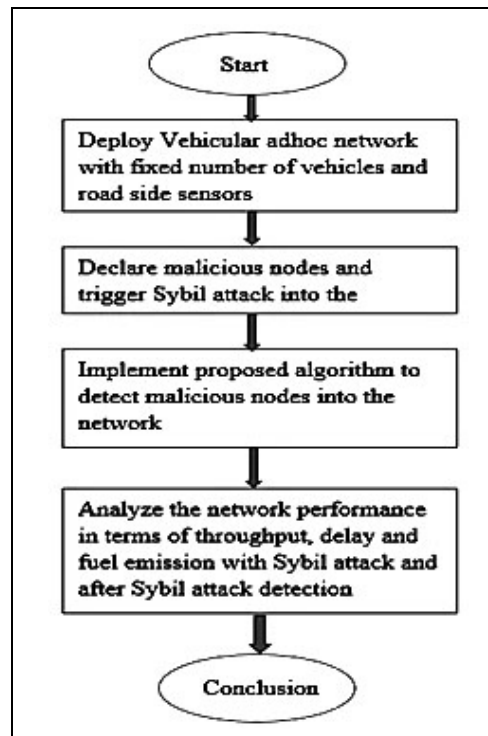 Start
Deploy Vehicular adhoc network
with fixed number of vehicles and
road side sensors
Declare malicious nodes and
trigger Sybil attack into the
Implement proposed algorithm to
detect malicious nodes into the
network
Analyze the network performance
in terms of throughput, delay and
fuel emission with Sybil attack and
after Sybil attack detection
Conclusion